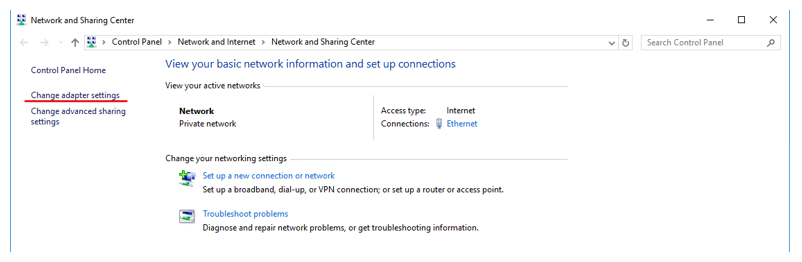 Network and Sharing Center
Control Panel > Network and Internet > Network and Sharing Center
Search Control Panel
Control Panel Home
Change adapter settings
Change advanced sharing
settings
View your basic network information and set up connections
View your active networks
Network
Private network
Access type: Internet
Connections: Ethernet
Change your networking settings
Set up a new connection or network
Set up a broadband, dial-up, or VPN connection; or set up a router or access point.
Troubleshoot problems
Diagnose and repair network problems, or get troubleshooting information.